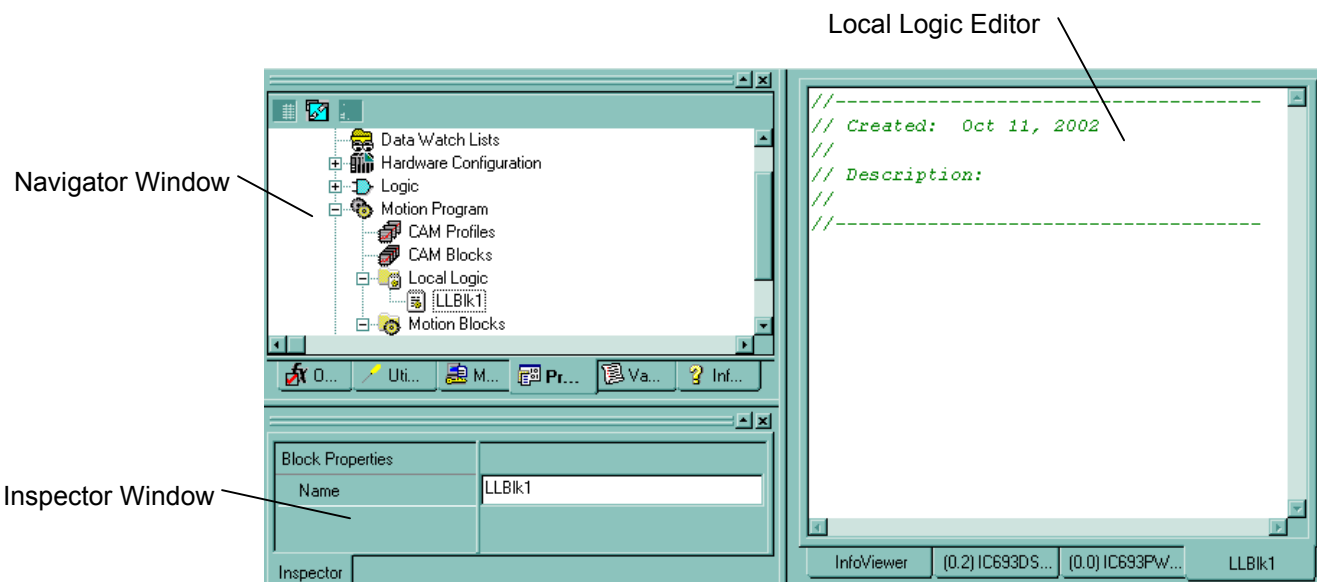 Local Logic Editor
Navigator Window
Data Watch Lists
Hardware Configuration
Logic
Motion Program
CAM Profiles
CAM Blocks
Local Logic
LLBlk1
Motion Blocks
O... Uti... M... Pr... Va... Inf...
Inspector Window
Block Properties
Name LLBlk1
Inspector
//-------------------------------------
// Created: Oct 11, 2002
//
// Description:
//
//-------------------------------------
InfoViewer (0.2) IC693DS... (0.0) IC693PW... LLBlk1